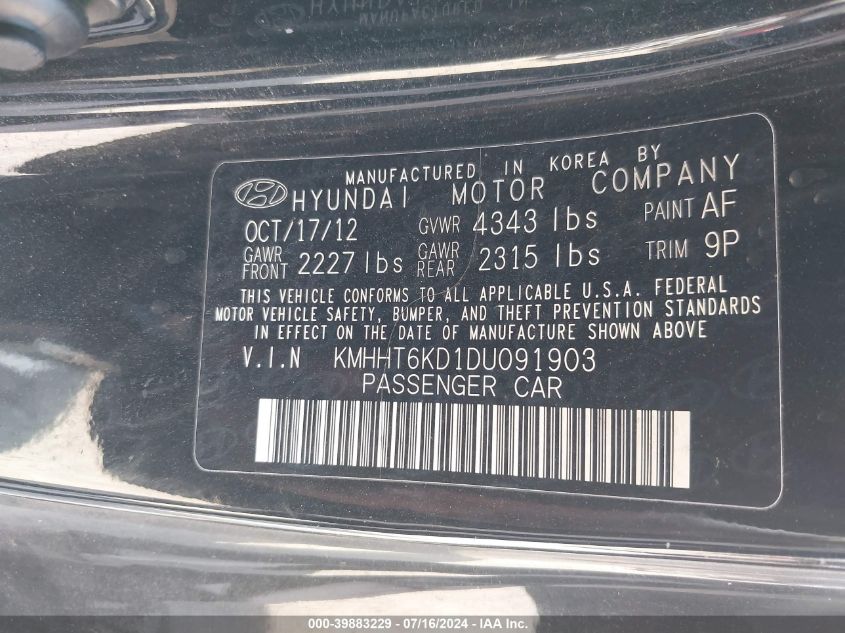 HYUNDAI
MANUFACTURED IN
MANUFACTURED IN KOREA BY
HYUNDAI MOTOR COMPANY
OCT/17/12 GVWR 4343 lbs PAINT AF
GAWR FRONT 2227 lbs GAWR REAR 2315 lbs TRIM 9P
THIS VEHICLE CONFORMS TO ALL APPLICABLE U.S.A. FEDERAL
MOTOR VEHICLE SAFETY, BUMPER, AND THEFT PREVENTION STANDARDS
IN EFFECT ON THE DATE OF MANUFACTURE SHOWN ABOVE
V.I.N KMHHT6KD1DU091903
PASSENGER CAR
000-39883229 - 07/16/2024 - IAA Inc.